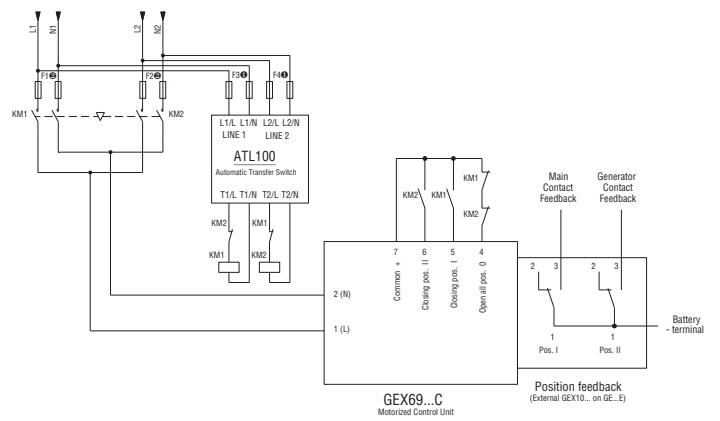 L1
N1
L2
N2
F1❷
F2❷
F3❶
F4❶
KM1
KM2
L1/L L1/N L2/L L2/N
LINE 1
LINE 2
ATL100
Automatic Transfer Switch
T1/L T1/N T2/L T2/N
KM2
KM1
KM1
KM2
KM2
KM1
KM1
KM2
7
6
5
4
Common +
Closing pos. II
Closing pos. I
Open all pos. 0
2 (N)
1 (L)
GEX69...C
Motorized Control Unit
Main
Contact
Feedback
Generator
Contact
Feedback
2
3
2
3
1
Pos. I
1
Pos. II
Battery
- terminal
Position feedback
(External GEX10... on GE...E)